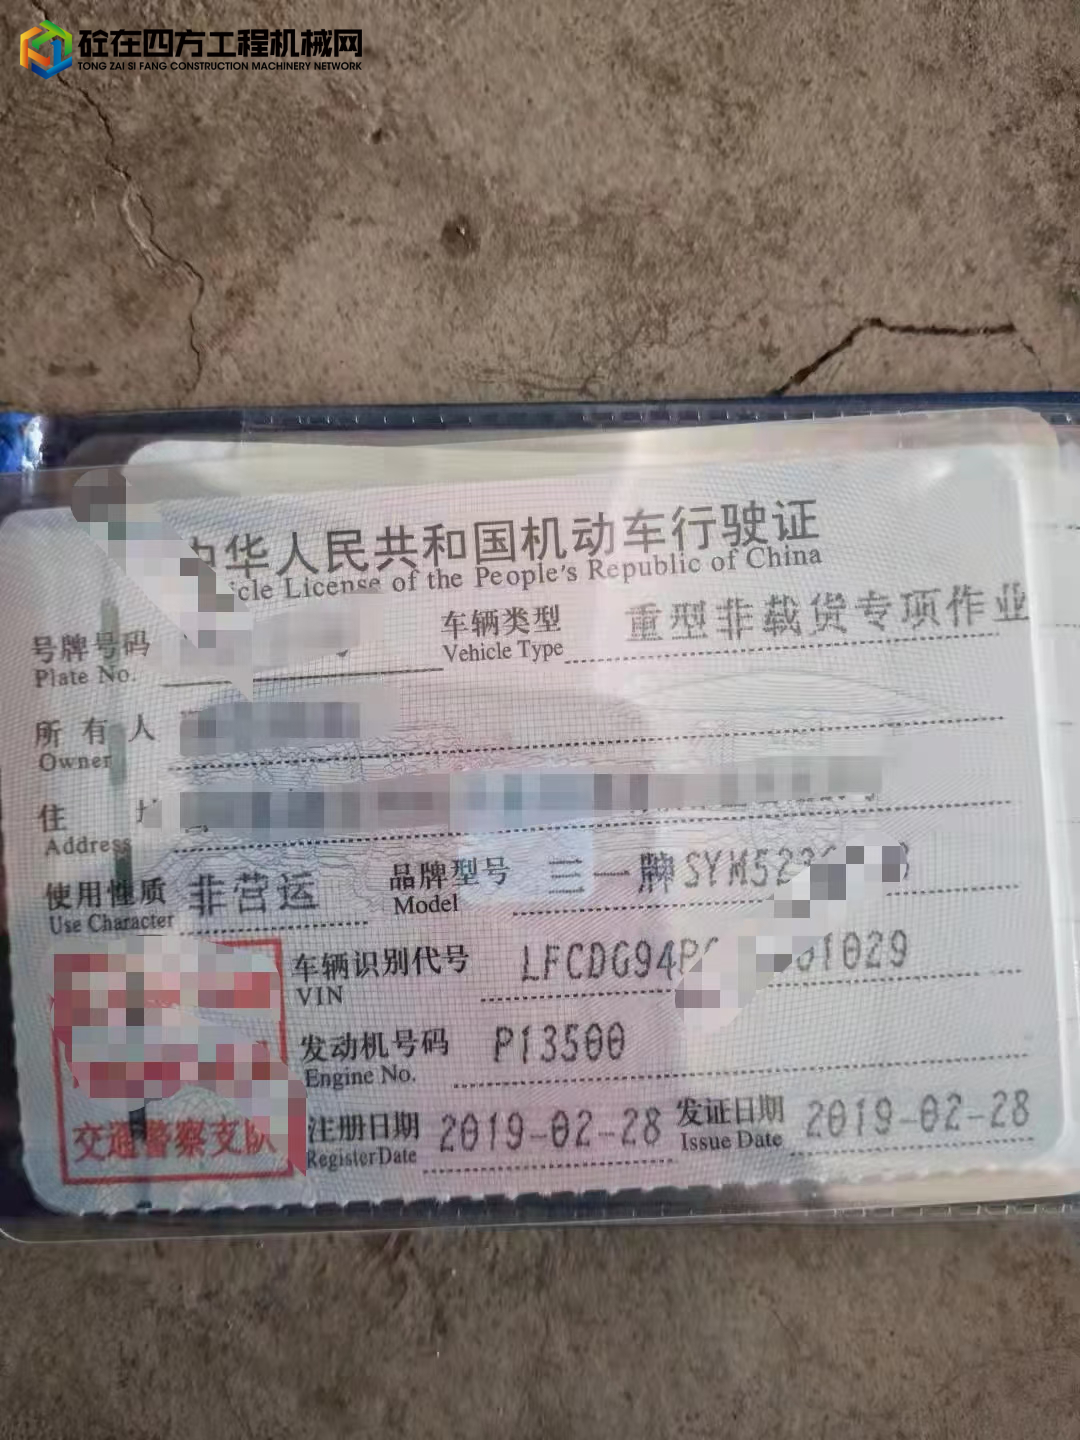 砼在四方工程机械网
TONG ZAI SI FANG CONSTRUCTION MACHINERY NETWORK
中华人民共和国机动车行驶证
License of the People's Republic of China
号牌号码
Plate No.
车辆类型 重型非载货专项作业
Vehicle Type
所有人
Owner
住
Address
使用性质 非营运
Use Character
品牌型号 三一牌SYM52
Model
车辆识别代号 LFCDG94P 1029
VIN
发动机号码 P13500
Engine No.
注册日期 2019-02-28
Register Date
发证日期 2019-02-28
Issue Date
交通警察支队